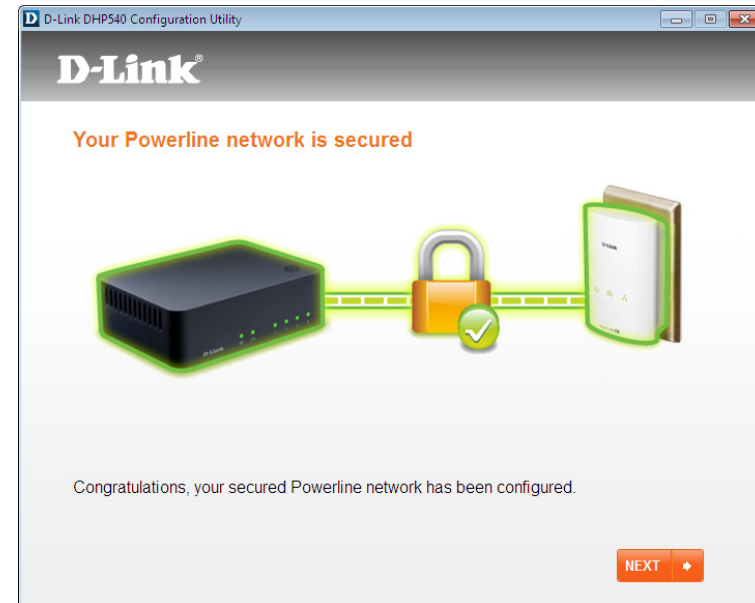 D-Link DHP540 Configuration Utility
D-Link®
Your Powerline network is secured
D-Link
D-Link
Congratulations, your secured Powerline network has been configured.
NEXT